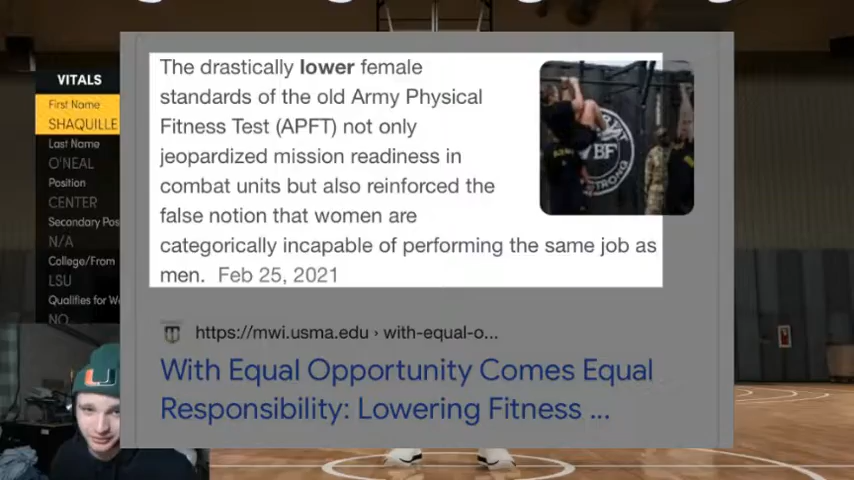 VITALS
First Name
SHAQUILLE
Last Name
O'NEAL
Position
CENTER
Secondary Pos
N/A
College/From
LSU
Qualifies for W
NO
The drastically lower female
standards of the old Army Physical
Fitness Test (APFT) not only
jeopardized mission readiness in
combat units but also reinforced the
false notion that women are
categorically incapable of performing the same job as
men. Feb 25, 2021
BF
https://mwi.usma.edu › with-equal-o...
With Equal Opportunity Comes Equal
Responsibility: Lowering Fitness ...
U